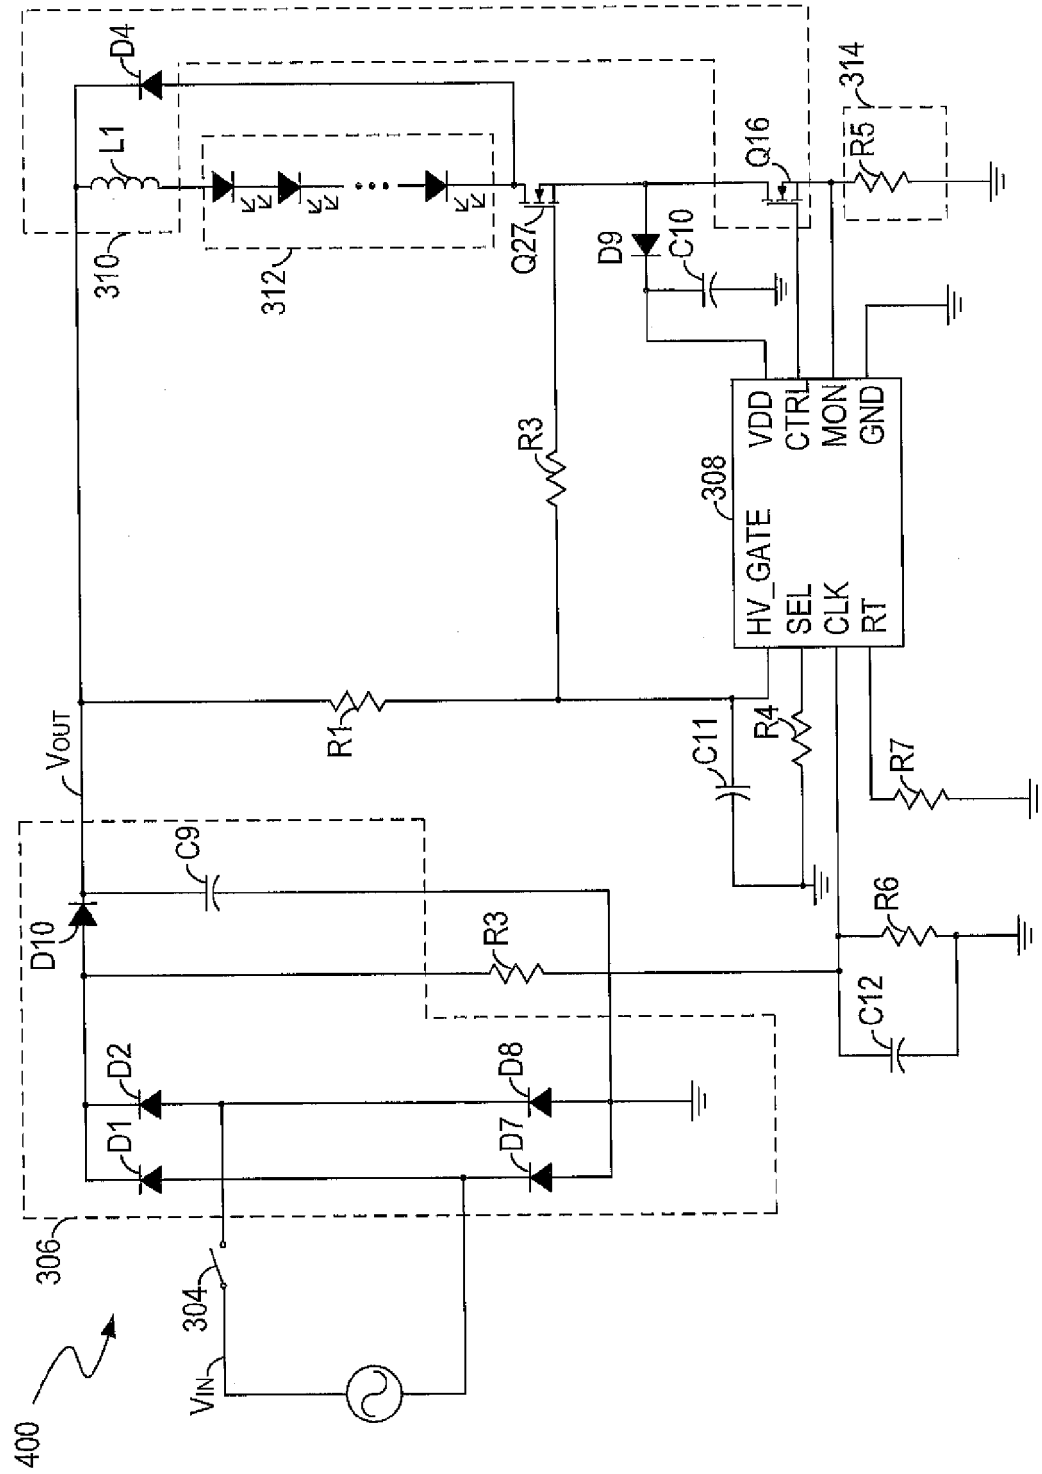 400
VIN
304
306
D1
D2
D7
D8
D10
C9
R3
VOUT
R1
C11
R4
C12
R6
R7
R3
308
HV_GATE
SEL
CLK
RT
VDD
CTRL
MON
GND
310
L1
D4
312
Q27
D9
C10
Q16
R5
314